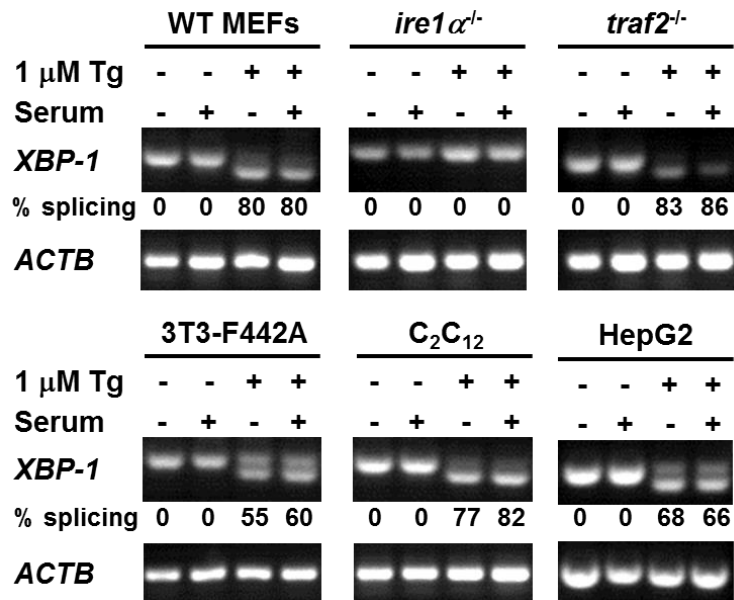 WT MEFs ire1α-/- traf2-/-
1 μM Tg - - + + - - + + - - + +
Serum - + - + - + - + - + - +
XBP-1
% splicing 0 0 80 80 0 0 0 0 0 0 83 86
ACTB
3T3-F442A C2C12 HepG2
1 μM Tg - - + + - - + + - - + +
Serum - + - + - + - + - + - +
XBP-1
% splicing 0 0 55 60 0 0 77 82 0 0 68 66
ACTB